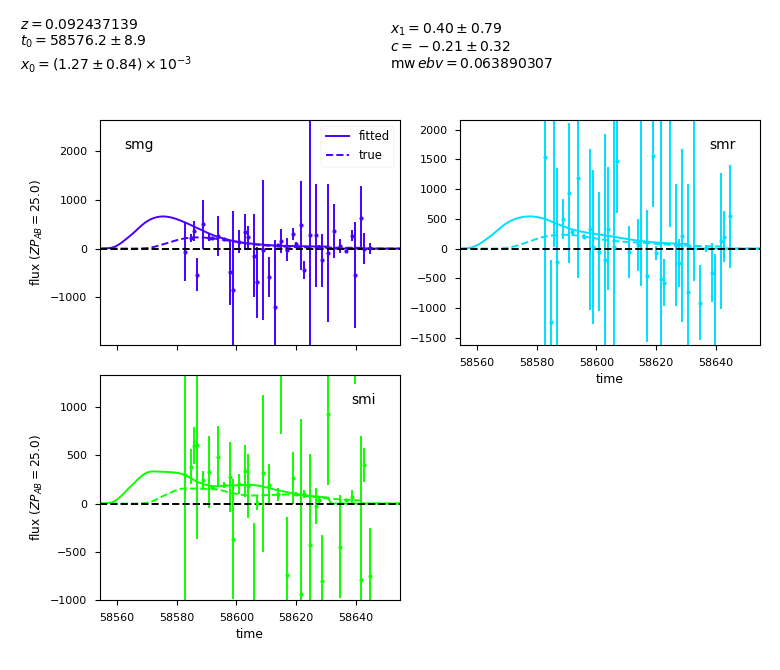 z = 0.092437139
t₀ = 58576.2 ± 8.9
x₀ = (1.27 ± 0.84) × 10⁻³
x₁ = 0.40 ± 0.79
c = −0.21 ± 0.32
mw ebv = 0.063890307
smg
fitted
true
2000
1000
0
−1000
flux (ZP_AB = 25.0)
smr
2000
1500
1000
500
0
−500
−1000
−1500
58560 58580 58600 58620 58640
time
smi
1000
500
0
−500
−1000
flux (ZP_AB = 25.0)
58560 58580 58600 58620 58640
time